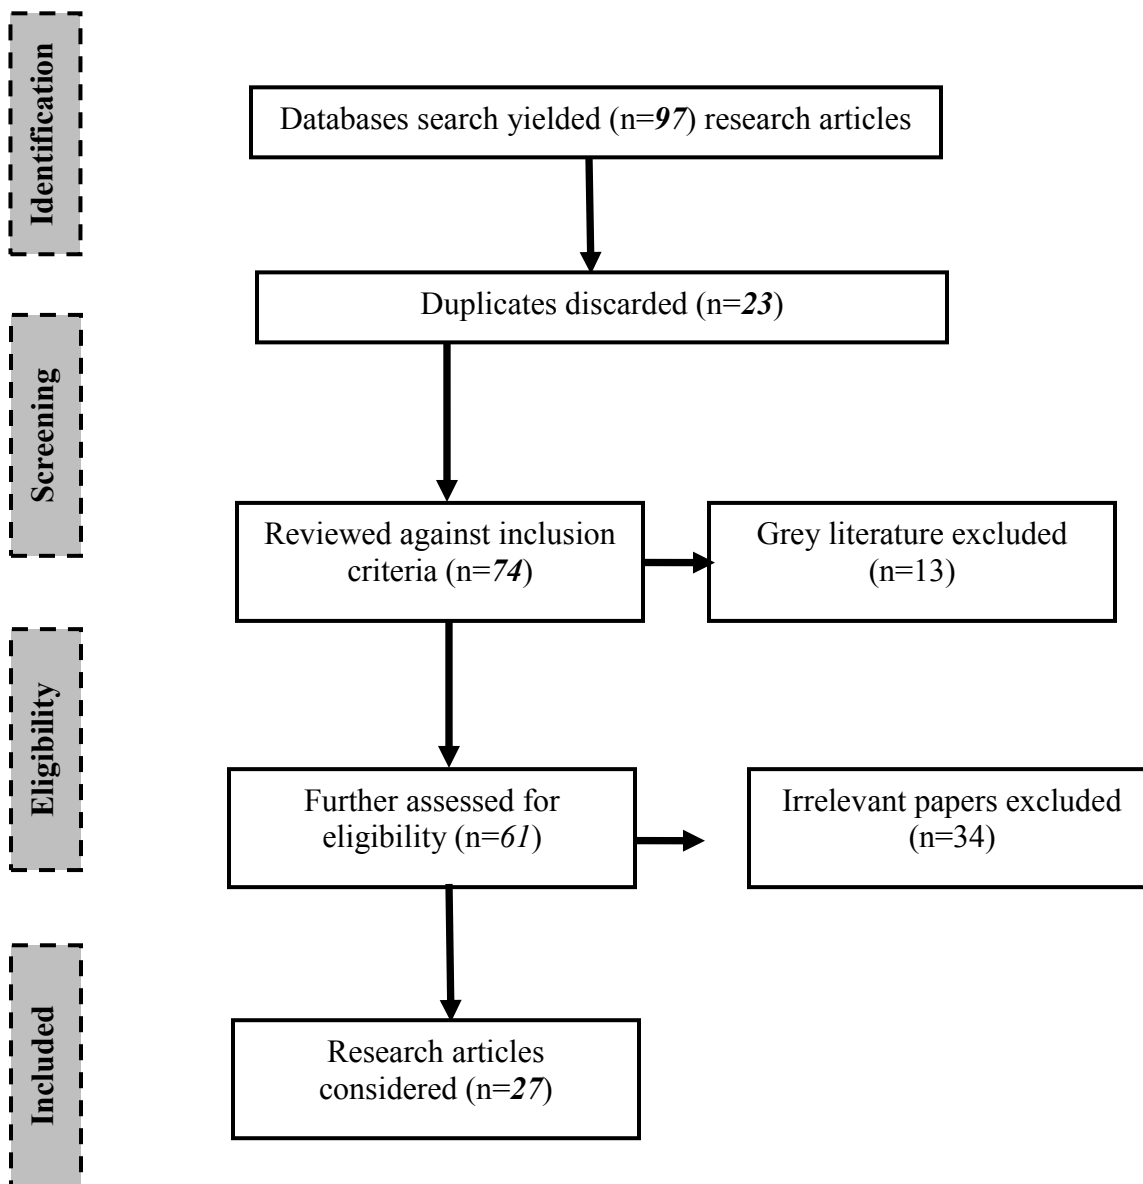 Identification
Databases search yielded (n=97) research articles
Duplicates discarded (n=23)
Screening
Reviewed against inclusion
criteria (n=74)
Grey literature excluded
(n=13)
Eligibility
Further assessed for
eligibility (n=61)
Irrelevant papers excluded
(n=34)
Included
Research articles
considered (n=27)